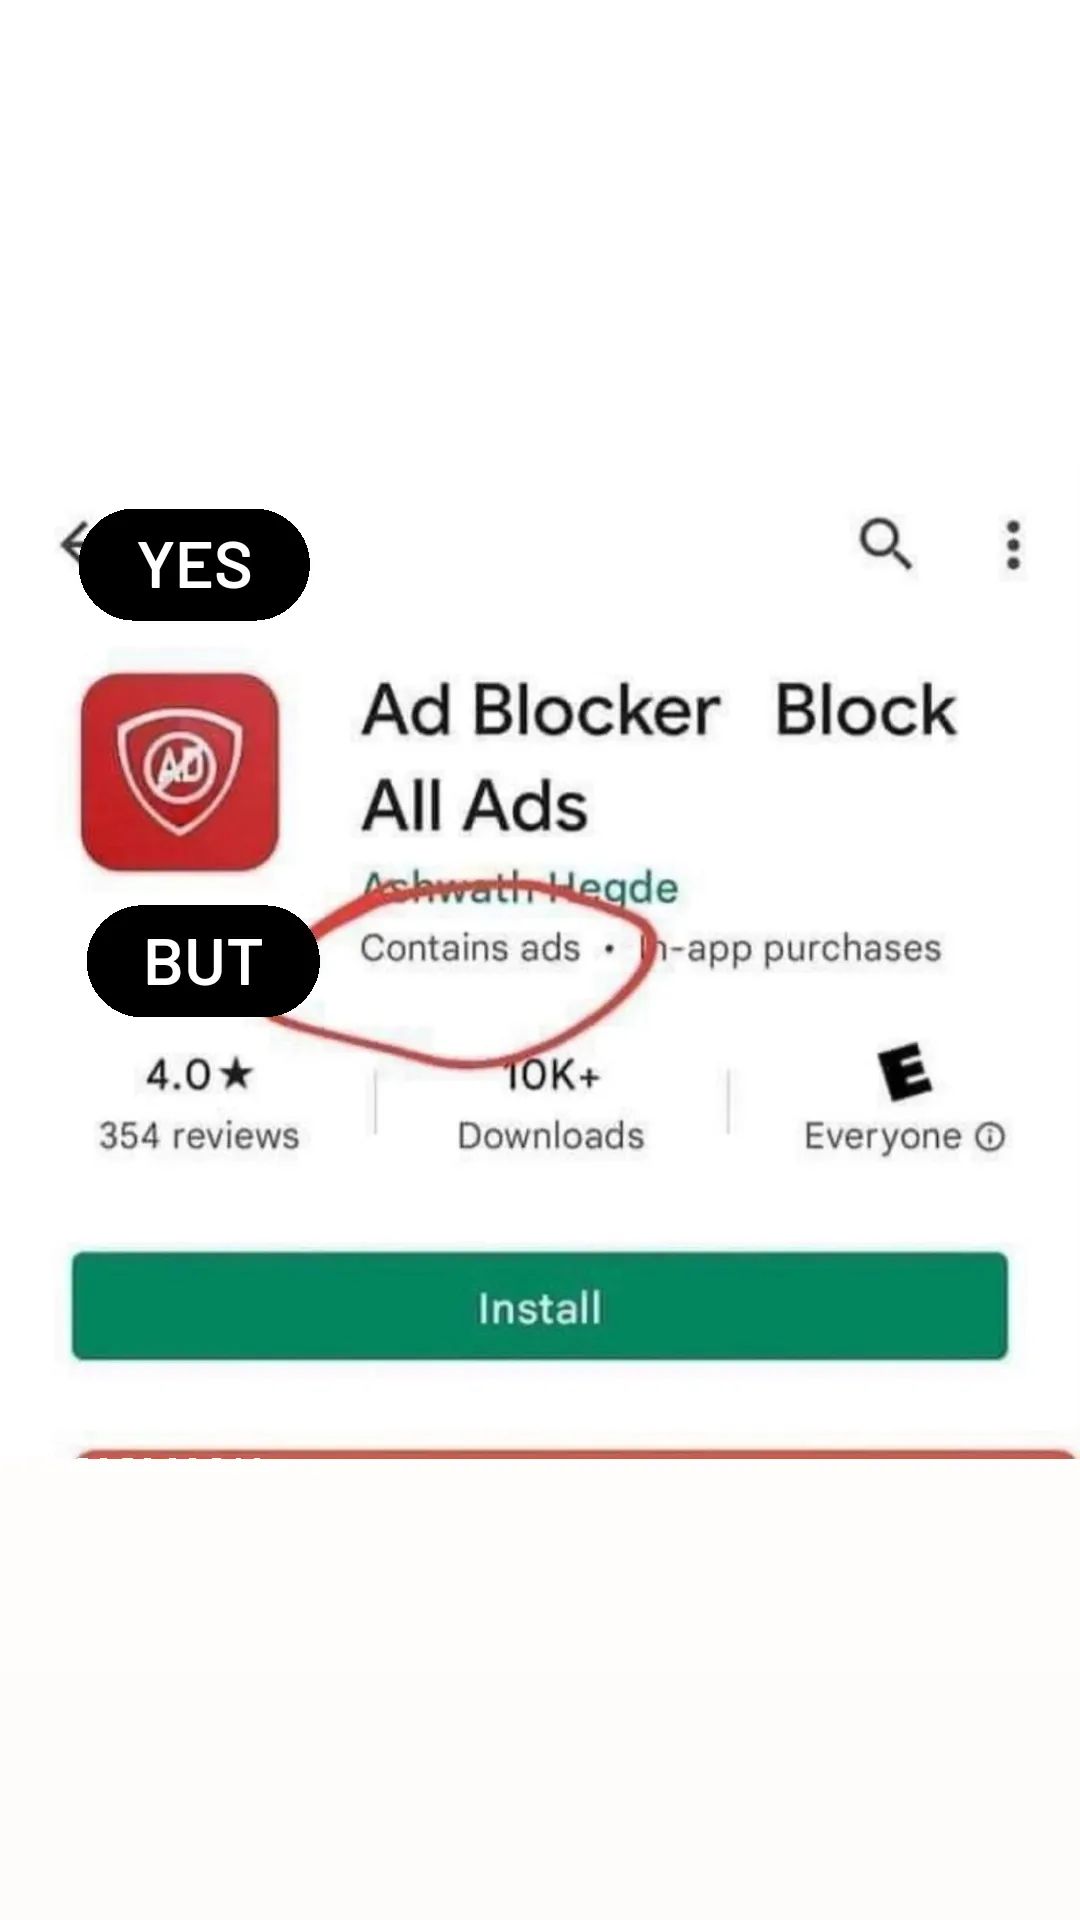 YES
Ad Blocker Block
All Ads
Ashwath Hegde
BUT
Contains ads • In-app purchases
4.0★ 10K+ E
354 reviews Downloads Everyone
Install